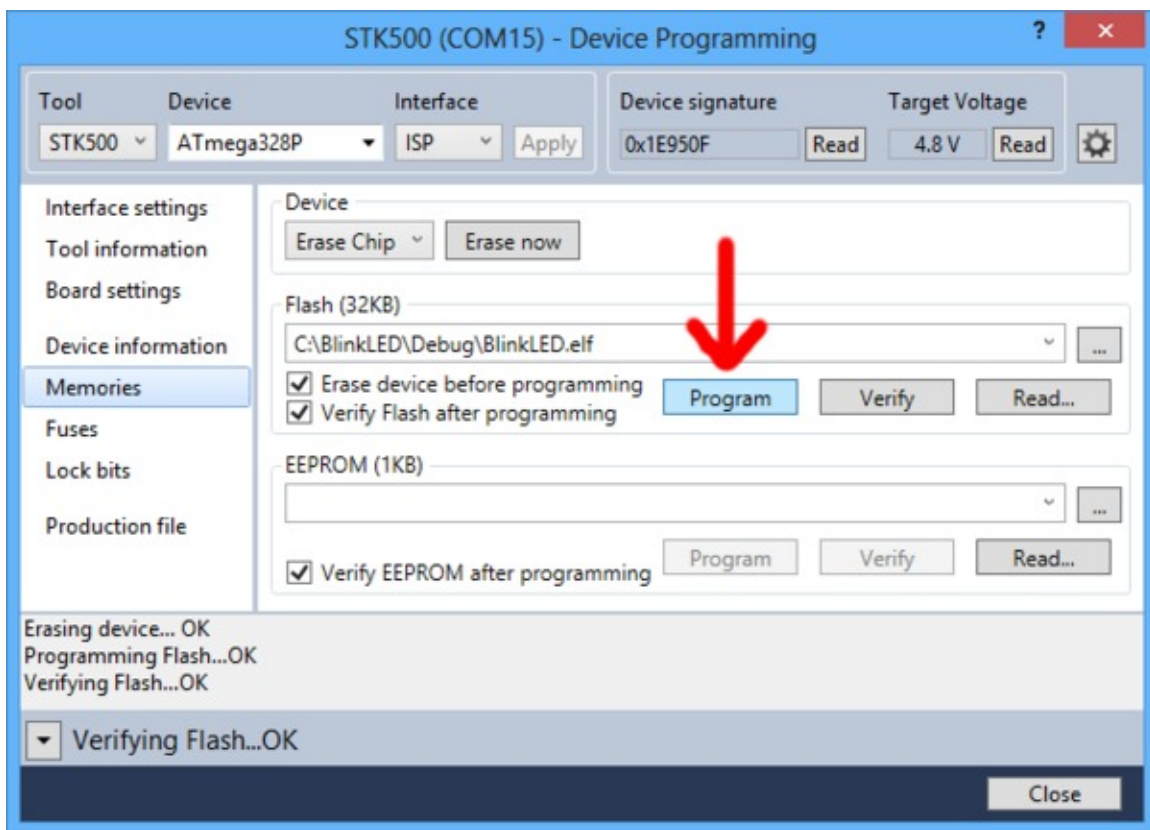 STK500 (COM15) - Device Programming
?
×
Tool Device Interface Device signature Target Voltage
STK500 ATmega328P ISP Apply 0x1E950F Read 4.8 V Read
Interface settings
Tool information
Board settings
Device information
Memories
Fuses
Lock bits
Production file
Device
Erase Chip Erase now
Flash (32KB)
C:\BlinkLED\Debug\BlinkLED.elf ...
Erase device before programming
Verify Flash after programming
Program Verify Read...
EEPROM (1KB)
...
Verify EEPROM after programming
Program Verify Read...
Erasing device... OK
Programming Flash...OK
Verifying Flash...OK
Verifying Flash...OK
Close